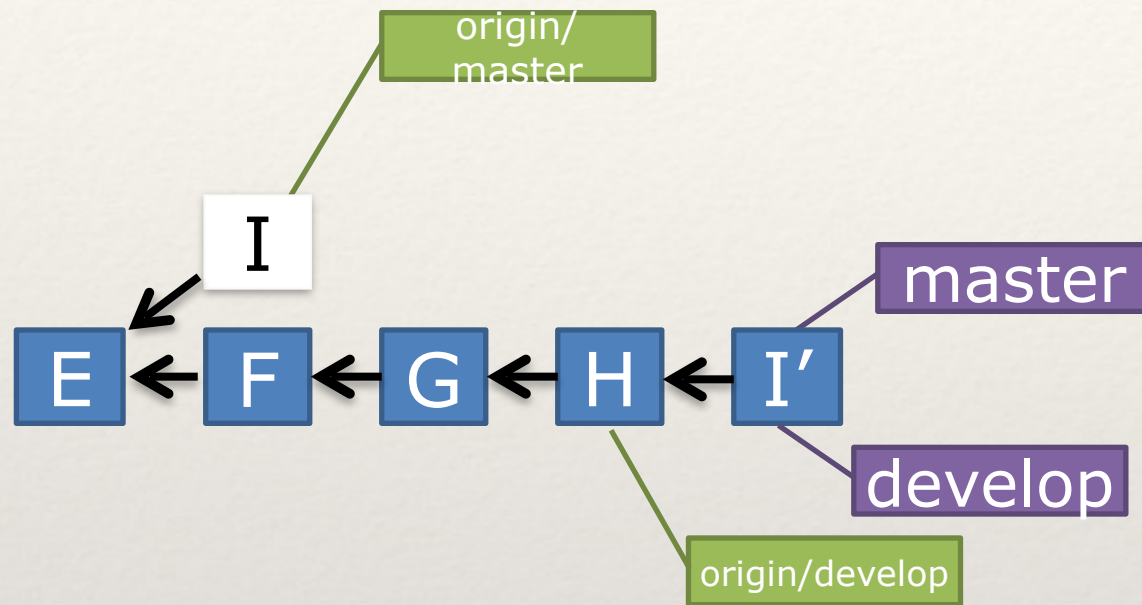 origin/
master
I
master
E F G H I’
develop
origin/develop